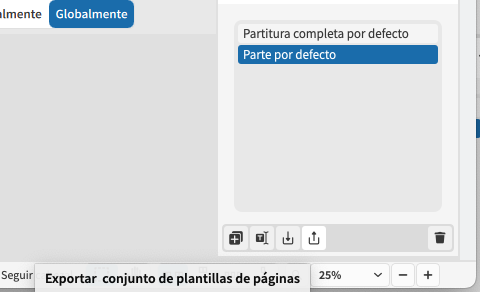 almente Globalmente
Partitura completa por defecto
Parte por defecto
Seguir
Exportar conjunto de plantillas de páginas
25%